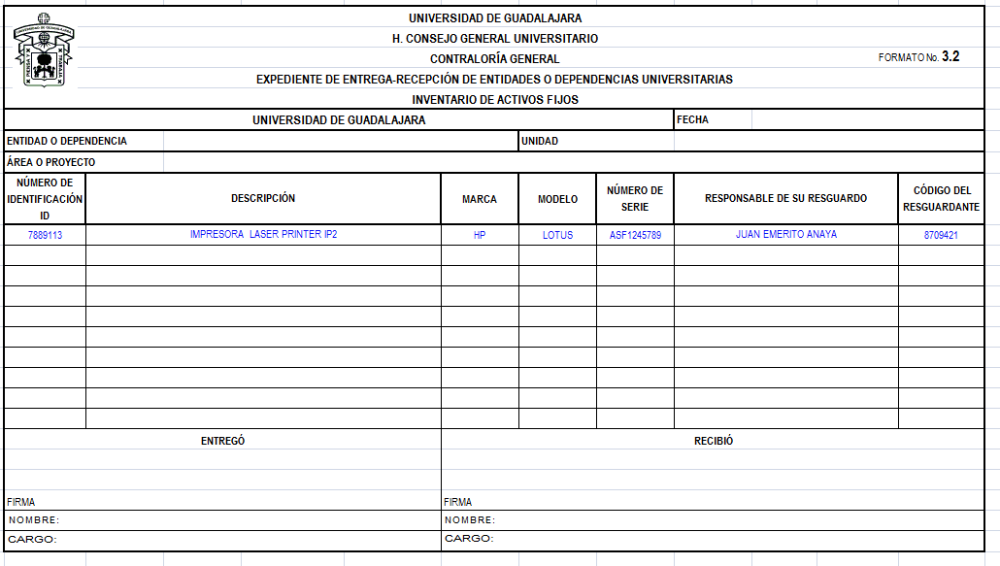 UNIVERSIDAD DE GUADALAJARA
H. CONSEJO GENERAL UNIVERSITARIO
CONTRALORÍA GENERAL
FORMATO No. 3.2
EXPEDIENTE DE ENTREGA-RECEPCIÓN DE ENTIDADES O DEPENDENCIAS UNIVERSITARIAS
INVENTARIO DE ACTIVOS FIJOS
UNIVERSIDAD DE GUADALAJARA FECHA
ENTIDAD O DEPENDENCIA UNIDAD
ÁREA O PROYECTO
NÚMERO DE
IDENTIFICACIÓN
ID
DESCRIPCIÓN
MARCA
MODELO
NÚMERO DE
SERIE
RESPONSABLE DE SU RESGUARDO
CÓDIGO DEL
RESGUARDANTE
7889113 IMPRESORA LASER PRINTER IP2 HP LOTUS ASF1245789 JUAN EMERITO ANAYA 8709421
ENTREGÓ RECIBIÓ
FIRMA FIRMA
NOMBRE: NOMBRE:
CARGO: CARGO: